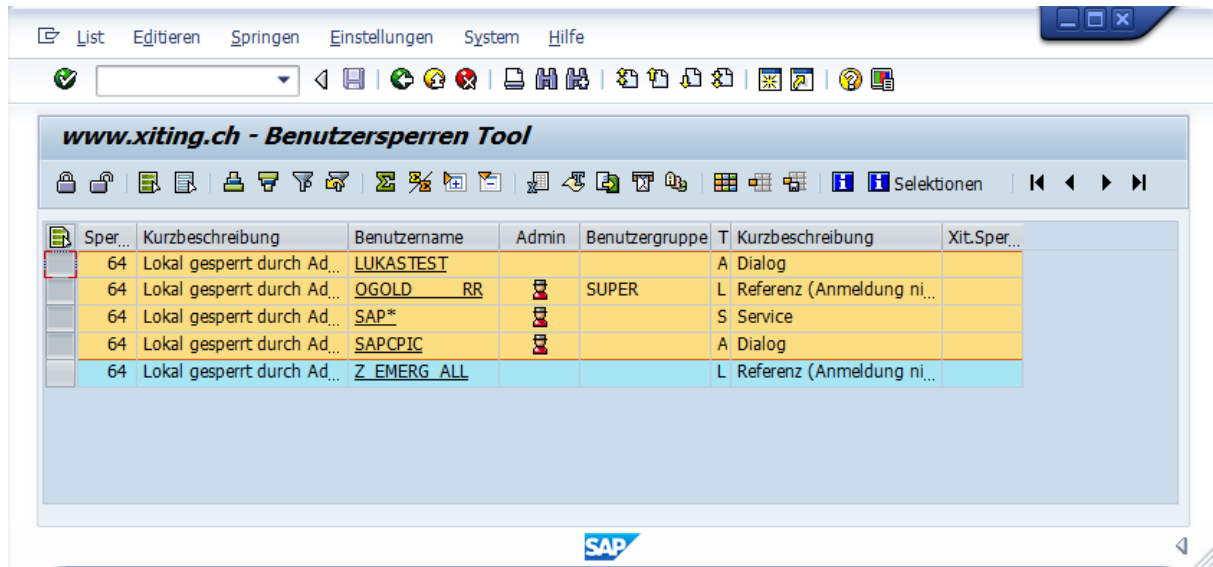 List Editieren Springen Einstellungen System Hilfe
www.xiting.ch - Benutzersperren Tool
Selektionen
Sper... Kurzbeschreibung Benutzername Admin Benutzergruppe T Kurzbeschreibung Xit.Sper...
64 Lokal gesperrt durch Ad... LUKASTEST A Dialog
64 Lokal gesperrt durch Ad... OGOLD RR SUPER L Referenz (Anmeldung ni...
64 Lokal gesperrt durch Ad... SAP* S Service
64 Lokal gesperrt durch Ad... SAPCPIC A Dialog
64 Lokal gesperrt durch Ad... Z_EMERG_ALL L Referenz (Anmeldung ni...
SAP